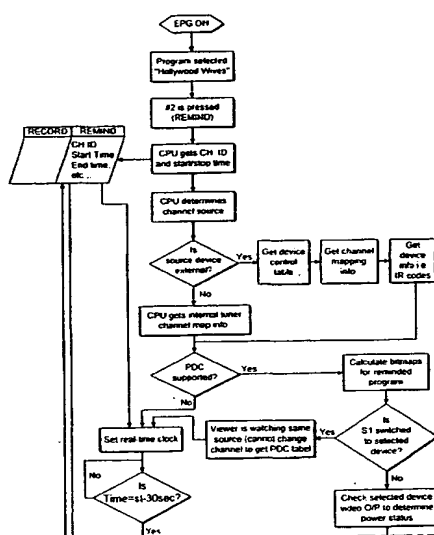 EPG ON
Program selected
"Hollywood Wives"
#2 is pressed
(REMIND)
RECORD REMIND
CH ID
Start Time
End time,
etc...
CPU gets CH ID
and start/stop time
CPU determines
channel source
Is
source device
external?
Yes
Get device
control
table
Get channel
mapping
info
Get
device
info i.e
IR codes
No
CPU gets internal tuner
channel map info
PDC
supported?
Yes
Calculate bitmaps
for reminded
program
No
Set real-time clock
Viewer is watching same
source (cannot change
channel to get PDC label
Yes
Is
S1 switched
to selected
device?
No
No
Is
Time=st-30sec?
Yes
Check selected device
video O/P to determine
power status